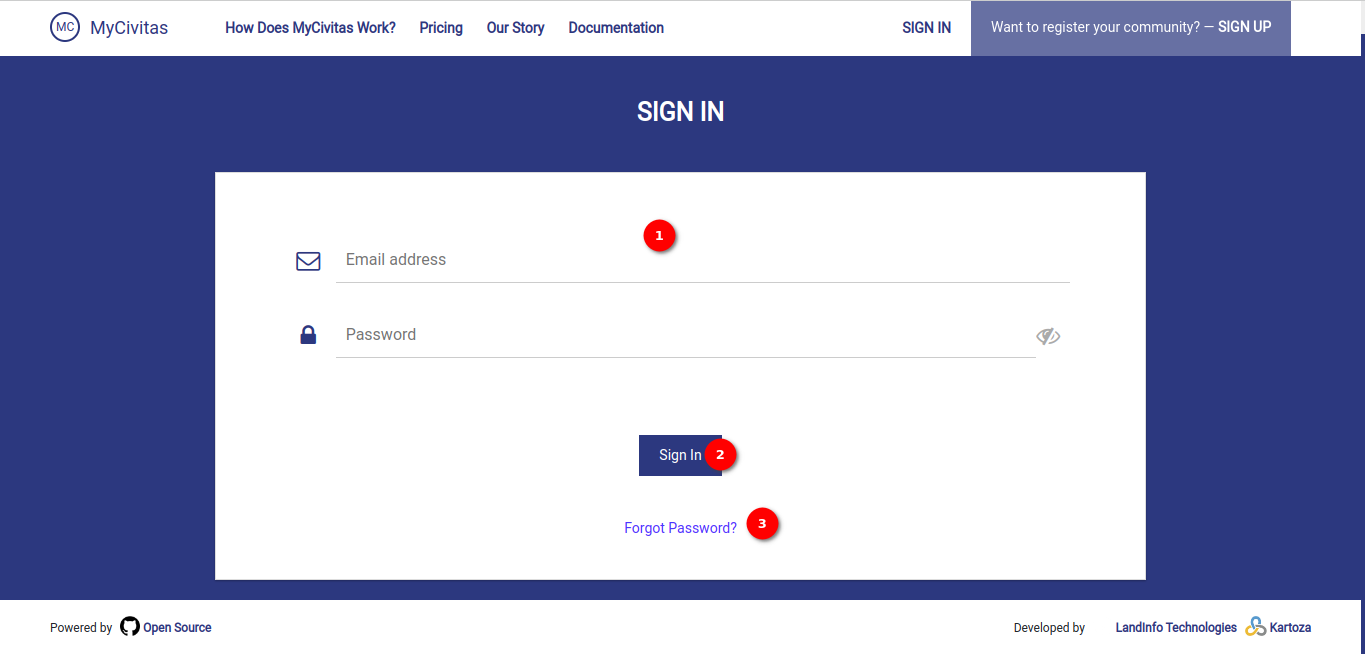 MC MyCivitas How Does MyCivitas Work? Pricing Our Story Documentation SIGN IN Want to register your community? — SIGN UP
SIGN IN
1
Email address
Password
Sign In 2
Forgot Password? 3
Powered by Open Source Developed by LandInfo Technologies Kartoza